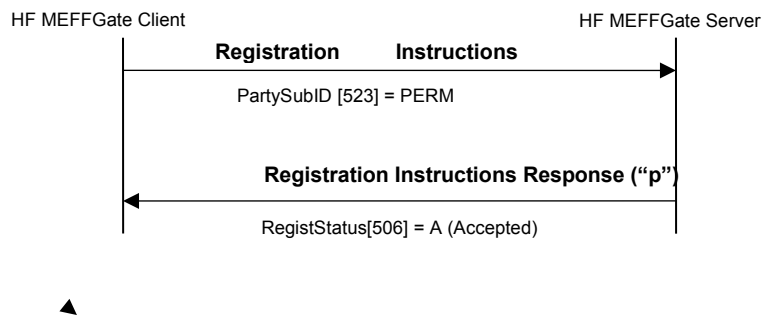 HF MEFFGate Client
HF MEFFGate Server
Registration Instructions
PartySubID [523] = PERM
Registration Instructions Response (“p”)
RegistStatus[506] = A (Accepted)